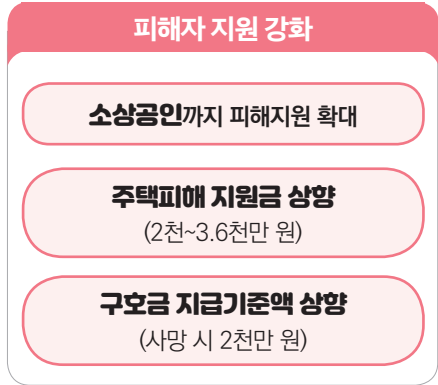 피해자 지원 강화
소상공인까지 피해지원 확대
주택피해 지원금 상향
(2천~3.6천만 원)
구호금 지급기준액 상향
(사망 시 2천만 원)